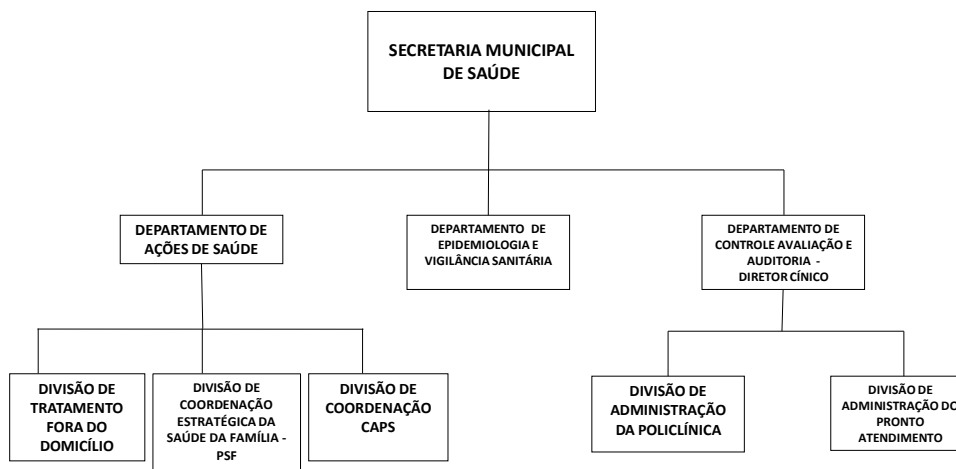 SECRETARIA MUNICIPAL
DE SAÚDE
DEPARTAMENTO DE
AÇÕES DE SAÚDE
DEPARTAMENTO DE
EPIDEMIOLOGIA E
VIGILÂNCIA SANITÁRIA
DEPARTAMENTO DE
CONTROLE AVALIAÇÃO E
AUDITORIA -
DIRETOR CÍNICO
DIVISÃO DE
TRATAMENTO
FORA DO
DOMICÍLIO
DIVISÃO DE
COORDENAÇÃO
ESTRATÉGICA DA
SAÚDE DA FAMÍLIA -
PSF
DIVISÃO DE
COORDENAÇÃO
CAPS
DIVISÃO DE
ADMINISTRAÇÃO
DA POLICLÍNICA
DIVISÃO DE
ADMINISTRAÇÃO DO
PRONTO
ATENDIMENTO